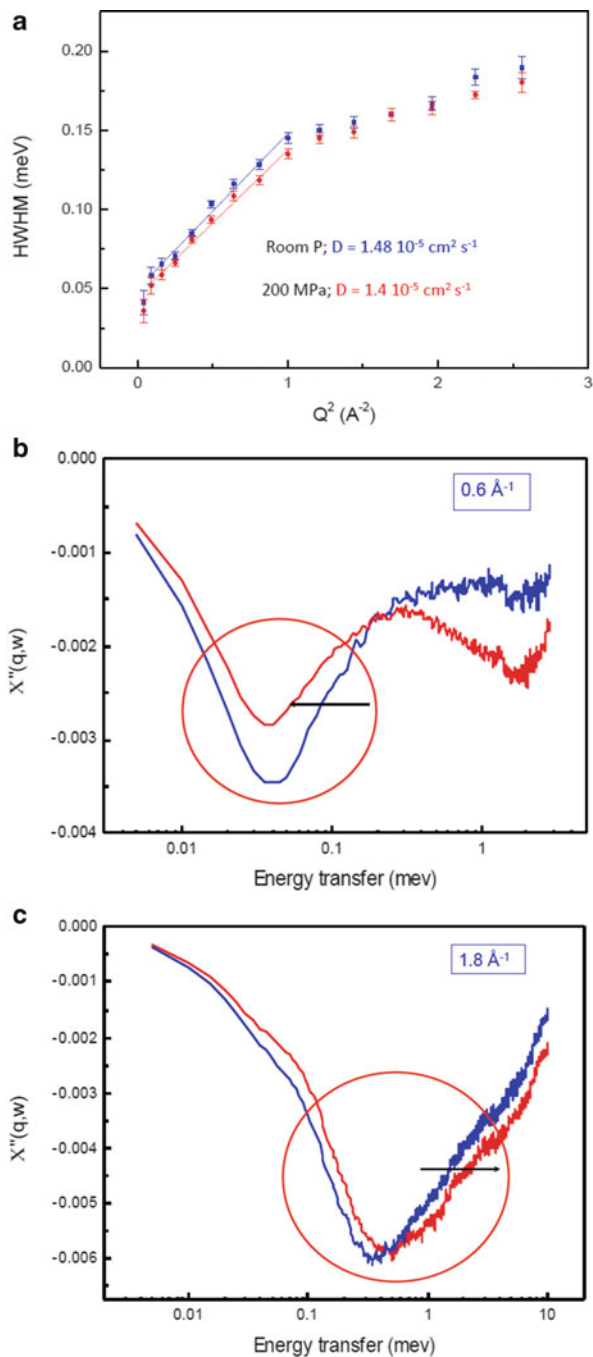 a
0.20
0.15
0.10
0.05
0.00
HWHM (meV)
Room P; D = 1.48 10⁻⁵ cm² s⁻¹
200 MPa; D = 1.4 10⁻⁵ cm² s⁻¹
0
1
2
3
Q² (A⁻²)
b
0.000
-0.001
-0.002
-0.003
-0.004
X"(q,w)
0.6 Å⁻¹
0.01
0.1
1
Energy transfer (mev)
c
0.000
-0.001
-0.002
-0.003
-0.004
-0.005
-0.006
X"(q,w)
1.8 Å⁻¹
0.01
0.1
1
10
Energy transfer (mev)